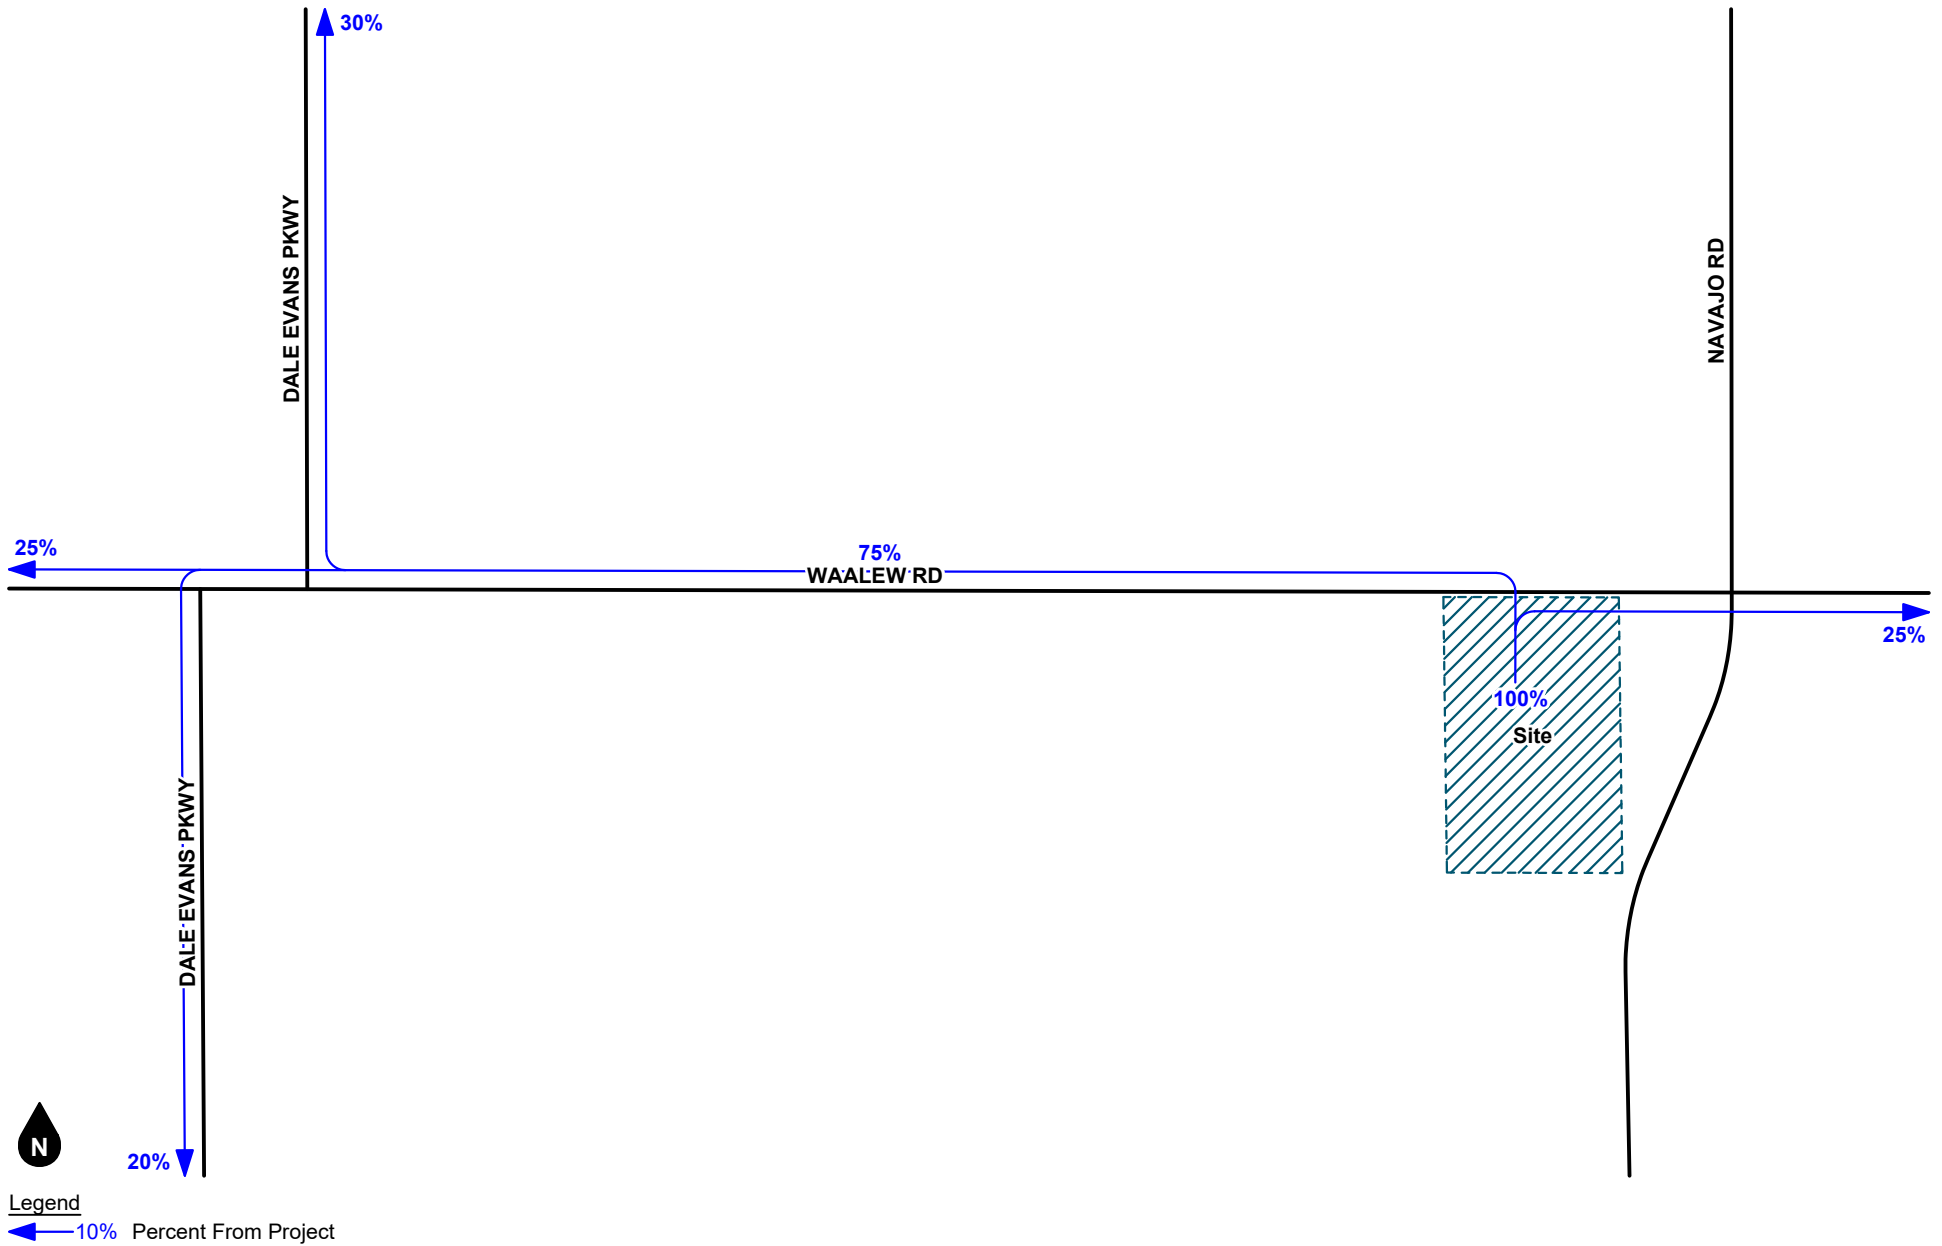 30%
DALE EVANS PKWY
NAVAJO RD
25%
75%
WAALEW RD
25%
100%
Site
DALE EVANS PKWY
N
20%
Legend
10% Percent From Project